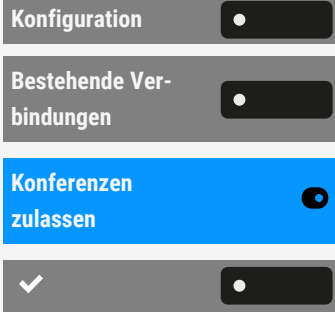 Konfiguration
Bestehende Ver-
bindungen
Konferenzen
zulassen